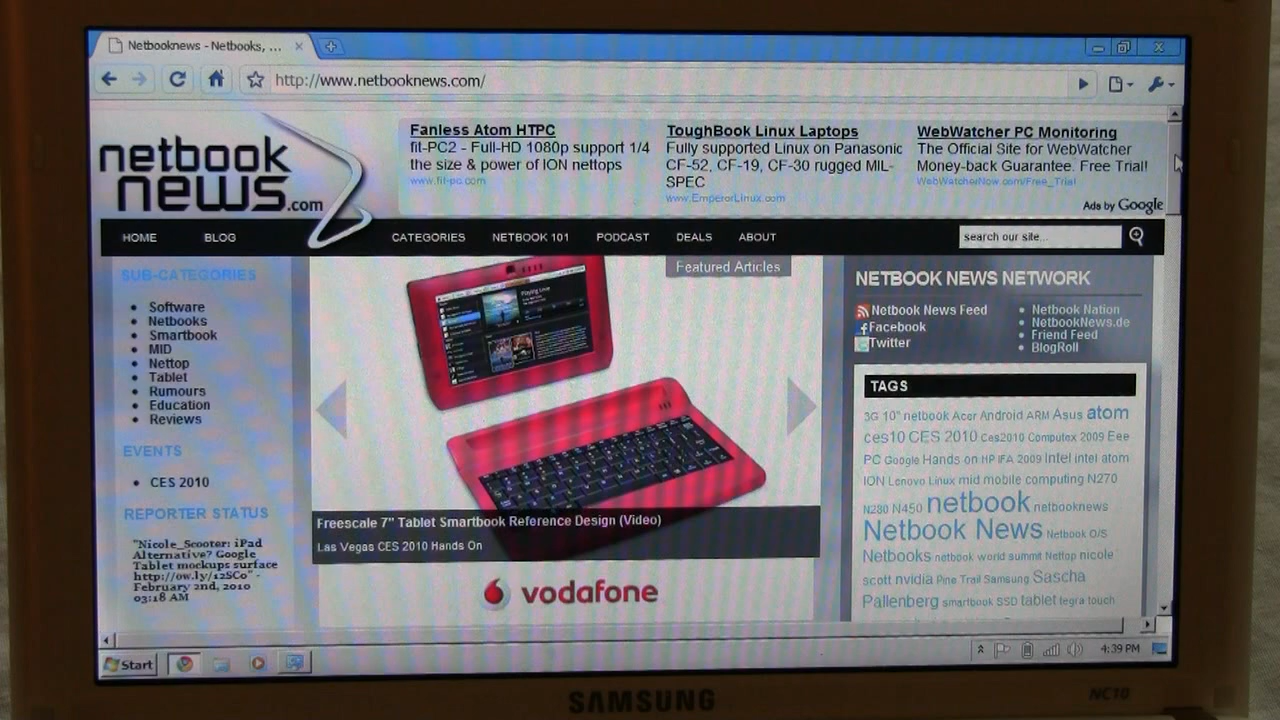 Netbooknews - Netbooks, ...
http://www.netbooknews.com/
netbook
news.com
Fanless Atom HTPC
fit-PC2 - Full-HD 1080p support 1/4
the size & power of ION nettops
www.fit-pc.com
ToughBook Linux Laptops
Fully supported Linux on Panasonic
CF-52, CF-19, CF-30 rugged MIL-
SPEC
www.EmperorLinux.com
WebWatcher PC Monitoring
The Official Site for WebWatcher
Money-back Guarantee. Free Trial!
WebWatcherNow.com/Free_Trial
Ads by Google
HOME BLOG CATEGORIES NETBOOK 101 PODCAST DEALS ABOUT
search our site...
SUB-CATEGORIES
Software
Netbooks
Smartbook
MID
Nettop
Tablet
Rumours
Education
Reviews
EVENTS
CES 2010
REPORTER STATUS
"Nicole_Scooter: iPad
Alternative? Google
Tablet mockups surface
http://ow.ly/12SCo" -
February 2nd, 2010
03:18 AM
Featured Articles
Freescale 7" Tablet Smartbook Reference Design (Video)
Las Vegas CES 2010 Hands On
vodafone
NETBOOK NEWS NETWORK
Netbook News Feed
Facebook
Twitter
Netbook Nation
NetbookNews.de
Friend Feed
BlogRoll
TAGS
3G 10" netbook Acer Android ARM Asus atom
ces10 CES 2010 Ces2010 Computex 2009 Eee
PC Google Hands on HP IFA 2009 Intel intel atom
ION Lenovo Linux mid mobile computing N270
N280 N450 netbook netbooknews
Netbook News Netbook O/S
Netbooks netbook world summit Nettop nicole
scott nvidia Pine Trail Samsung Sascha
Pallenberg smartbook SSD tablet tegra touch
Start
4:39 PM
SAMSUNG
NC10